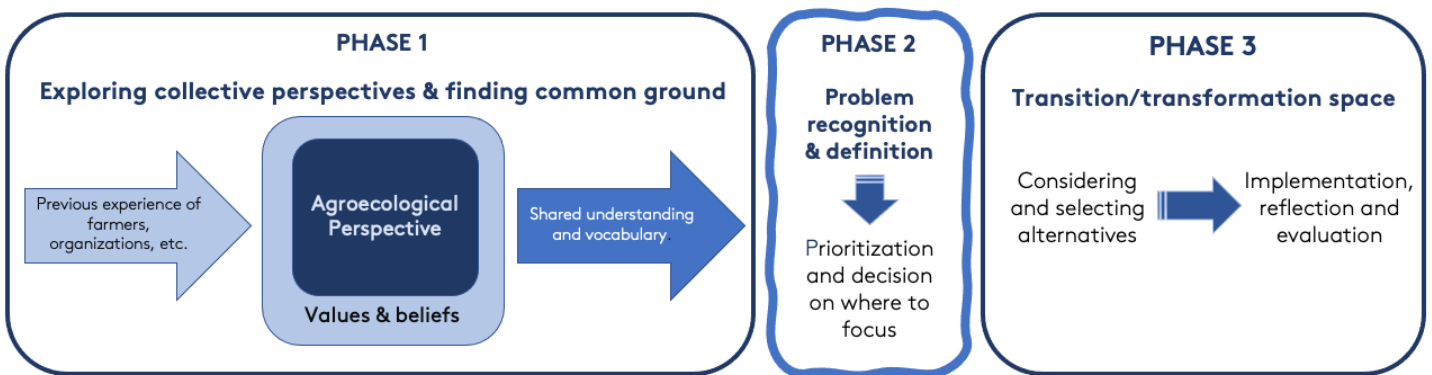 PHASE 1
Exploring collective perspectives & finding common ground
Previous experience of
farmers,
organizations, etc.
Agroecological
Perspective
Values & beliefs
Shared understanding
and vocabulary.
PHASE 2
Problem
recognition
& definition
Prioritization
and decision
on where to
focus
PHASE 3
Transition/transformation space
Considering
and selecting
alternatives
Implementation,
reflection and
evaluation